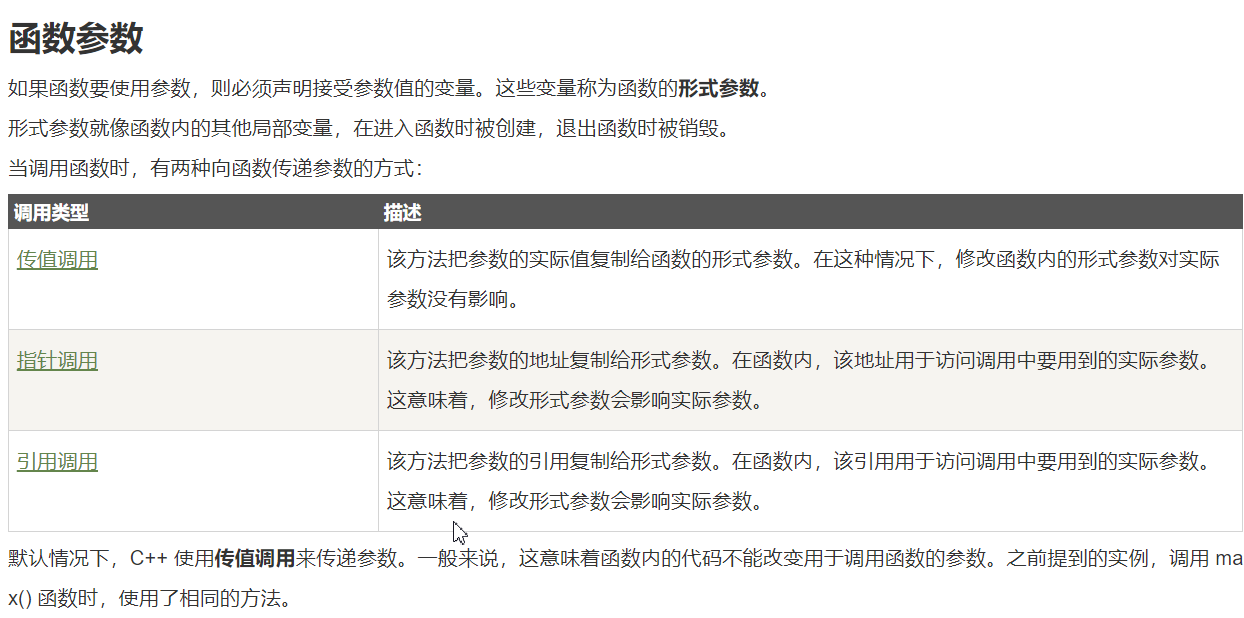 函数参数
如果函数要使用参数，则必须声明接受参数值的变量。这些变量称为函数的形式参数。
形式参数就像函数内的其他局部变量，在进入函数时被创建，退出函数时被销毁。
当调用函数时，有两种向函数传递参数的方式：
调用类型 描述
传值调用 该方法把参数的实际值复制给函数的形式参数。在这种情况下，修改函数内的形式参数对实际
参数没有影响。
指针调用 该方法把参数的地址复制给形式参数。在函数内，该地址用于访问调用中要用到的实际参数。
这意味着，修改形式参数会影响实际参数。
引用调用 该方法把参数的引用复制给形式参数。在函数内，该引用用于访问调用中要用到的实际参数。
这意味着，修改形式参数会影响实际参数。
默认情况下，C++ 使用传值调用来传递参数。一般来说，这意味着函数内的代码不能改变用于调用函数的参数。之前提到的实例，调用 ma
x() 函数时，使用了相同的方法。